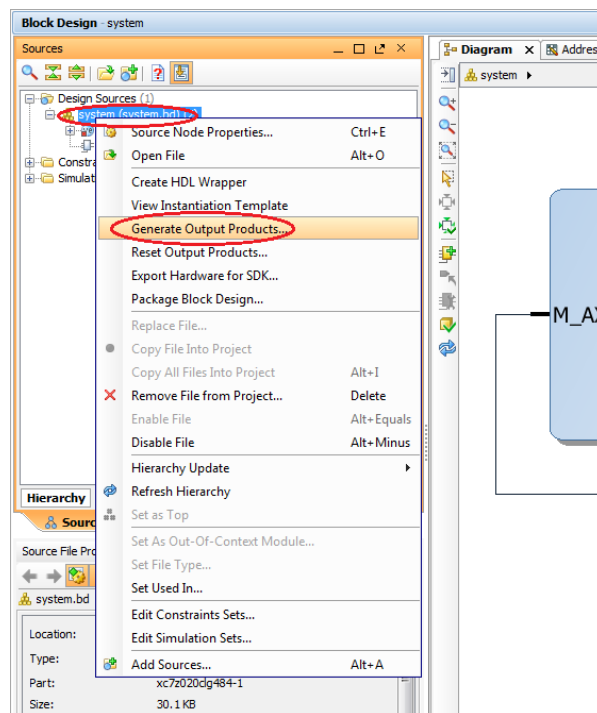 Block Design - system
Sources
Diagram
Addres
system
Design Sources (1)
system (system.bd)
Constra
Simulat
Source Node Properties... Ctrl+E
Open File Alt+O
Create HDL Wrapper
View Instantiation Template
Generate Output Products...
Reset Output Products...
Export Hardware for SDK...
Package Block Design...
Replace File...
Copy File Into Project
Copy All Files Into Project Alt+I
Remove File from Project... Delete
Enable File Alt+Equals
Disable File Alt+Minus
Hierarchy Update
Refresh Hierarchy
Set as Top
Set As Out-Of-Context Module...
Set File Type...
Set Used In...
Edit Constraints Sets...
Edit Simulation Sets...
Add Sources... Alt+A
M_AX
Hierarchy
Sourc
Source File Pro
system.bd
Location:
Type:
Part: xc7z020clg484-1
Size: 30.1 KB